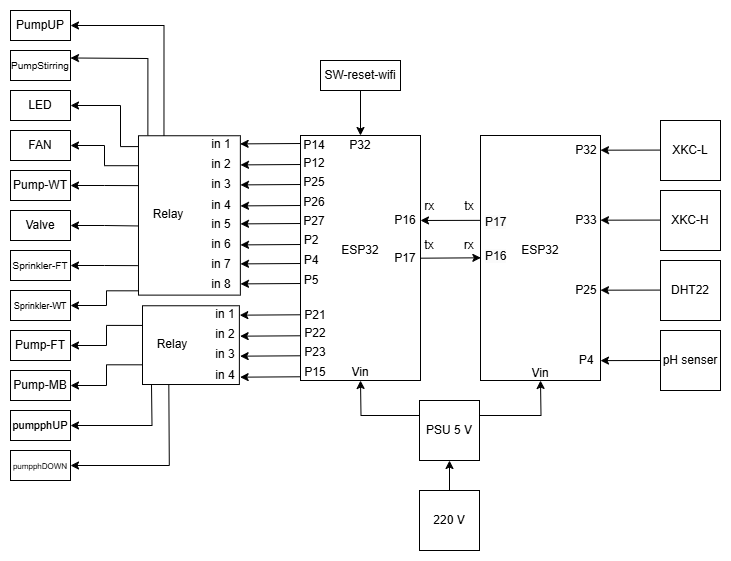 PumpUP
PumpStirring
LED
FAN
Pump-WT
Valve
Sprinkler-FT
Sprinkler-WT
Pump-FT
Pump-MB
pumpphUP
pumpphDOWN
Relay
in 1
in 2
in 3
in 4
in 5
in 6
in 7
in 8
Relay
in 1
in 2
in 3
in 4
SW-reset-wifi
P32
P14
P12
P25
P26
P27
P2
P4
P5
P21
P22
P23
P15
ESP32
P16
P17
Vin
rx
tx
tx
rx
P17
P16
ESP32
P32
P33
P25
P4
Vin
XKC-L
XKC-H
DHT22
pH senser
PSU 5 V
220 V